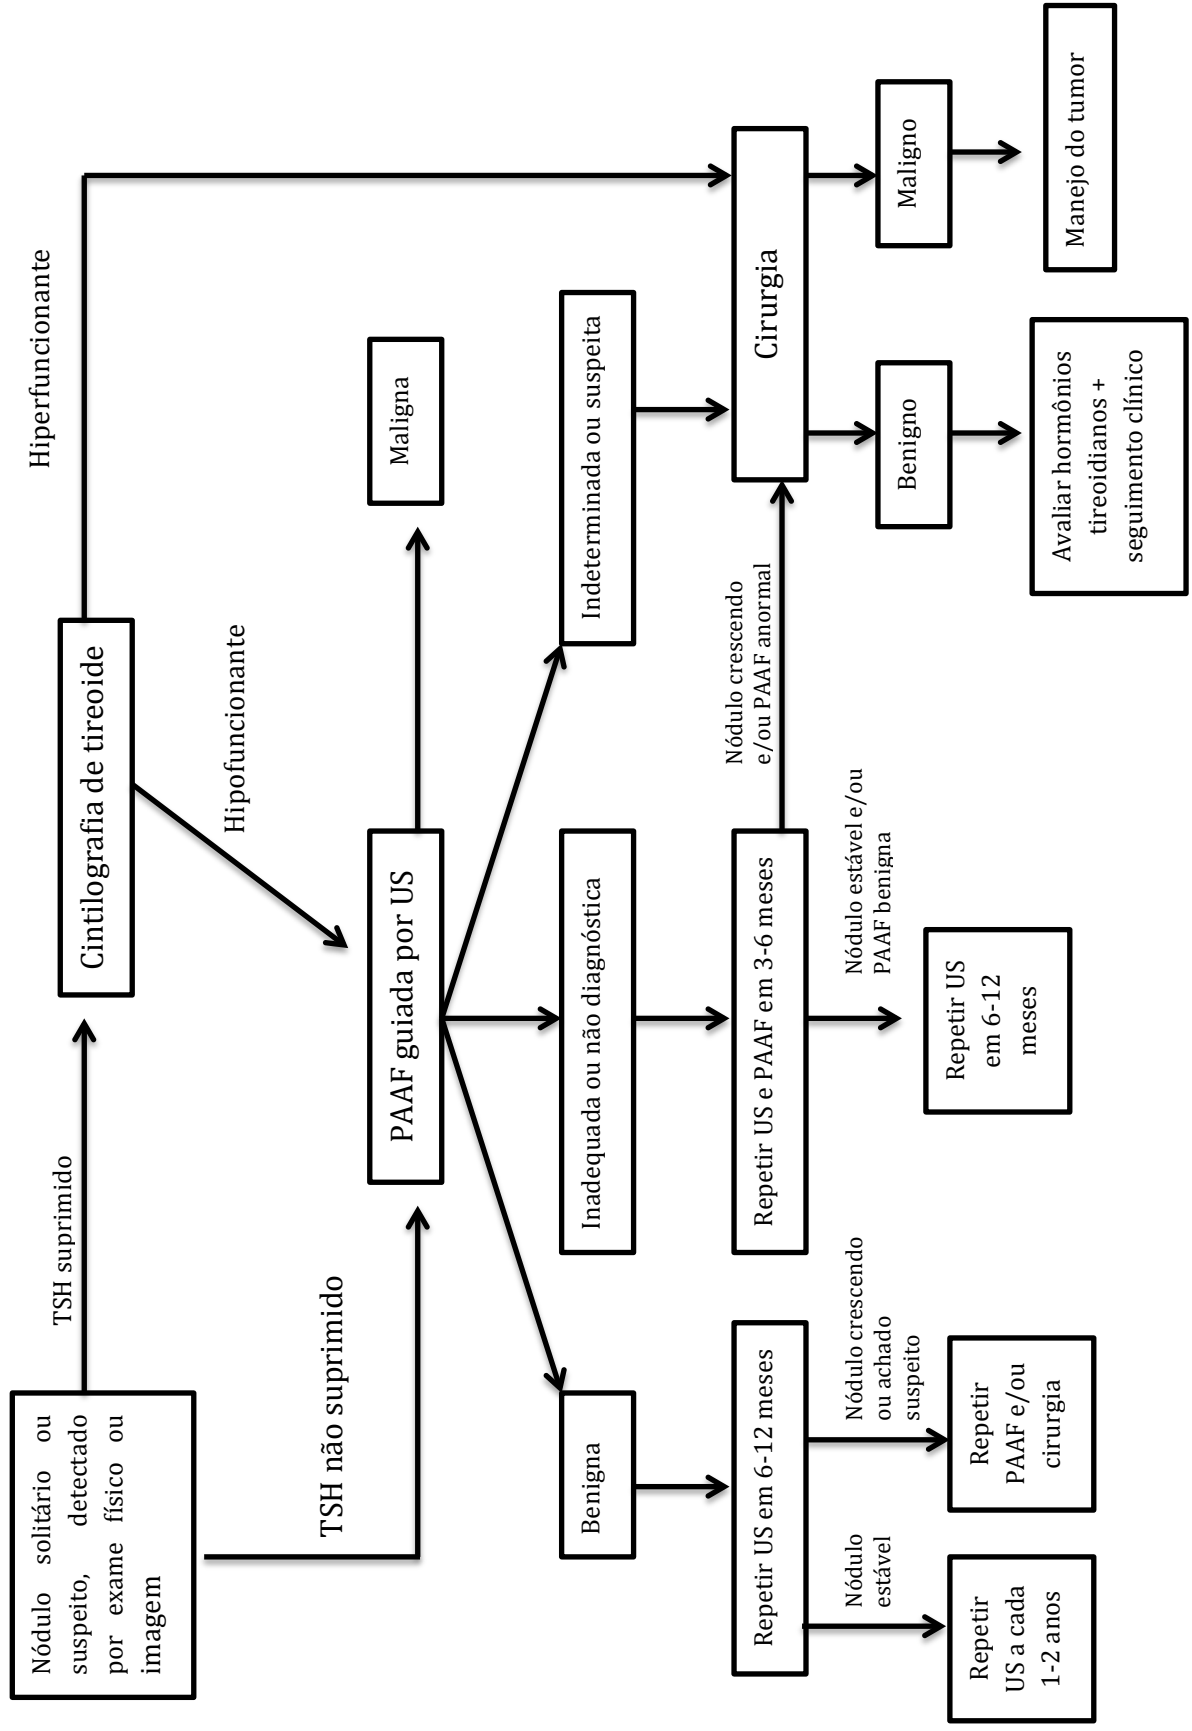 Nódulo solitário ou
suspeito, detectado
por exame físico ou
imagem
TSH suprimido
Cintilografia de tireoide
Hiperfuncionante
Hipofuncionante
TSH não suprimido
PAAF guiada por US
Maligna
Benigna
Inadequada ou não diagnóstica
Indeterminada ou suspeita
Repetir US em 6-12 meses
Repetir US e PAAF em 3-6 meses
Nódulo crescendo
e/ou PAAF anormal
Cirurgia
Nódulo
estável
Nódulo crescendo
ou achado
suspeito
Nódulo estável e/ou
PAAF benigna
Benigno
Maligno
Repetir
US a cada
1-2 anos
Repetir
PAAF e/ou
cirurgia
Repetir US
em 6-12
meses
Avaliar hormônios
tireoidianos +
seguimento clínico
Manejo do tumor